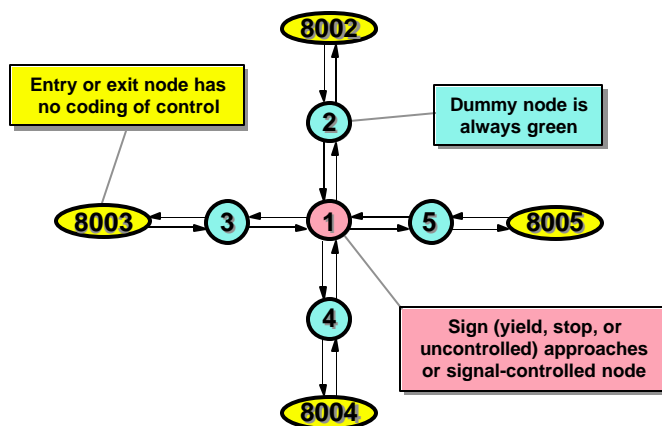 8002
Entry or exit node has
no coding of control
Dummy node is
always green
2
8003
3
1
5
8005
4
Sign (yield, stop, or
uncontrolled) approaches
or signal-controlled node
8004